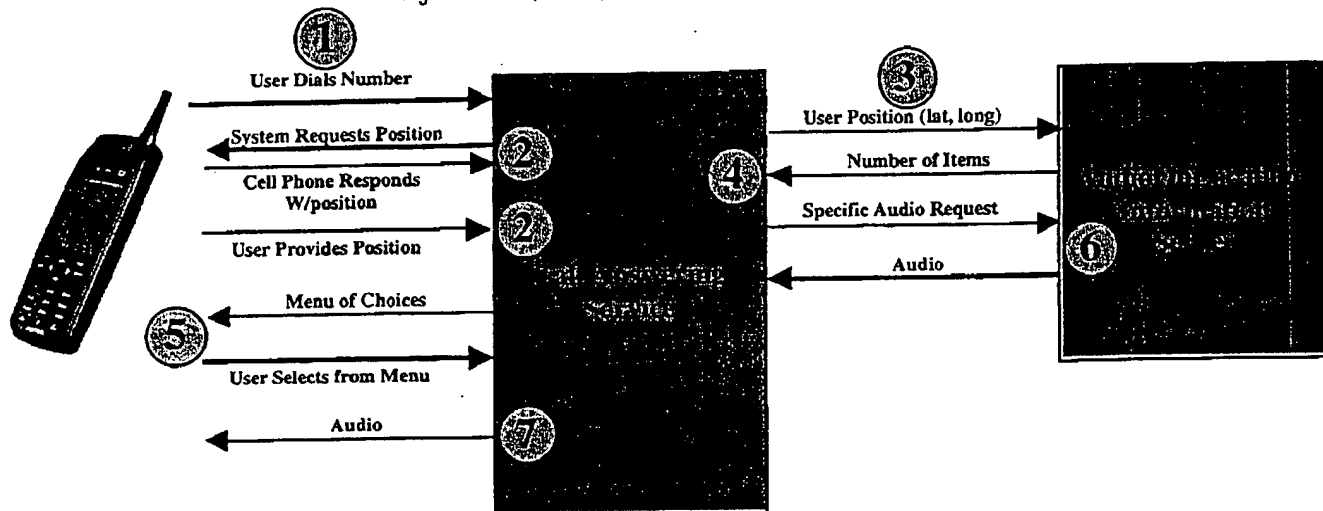 1
User Dials Number
System Requests Position
2
Cell Phone Responds
W/position
2
User Provides Position
Menu of Choices
5
User Selects from Menu
Audio
7
Service
3
User Position (lat, long)
4
Number of Items
Specific Audio Request
6
Audio